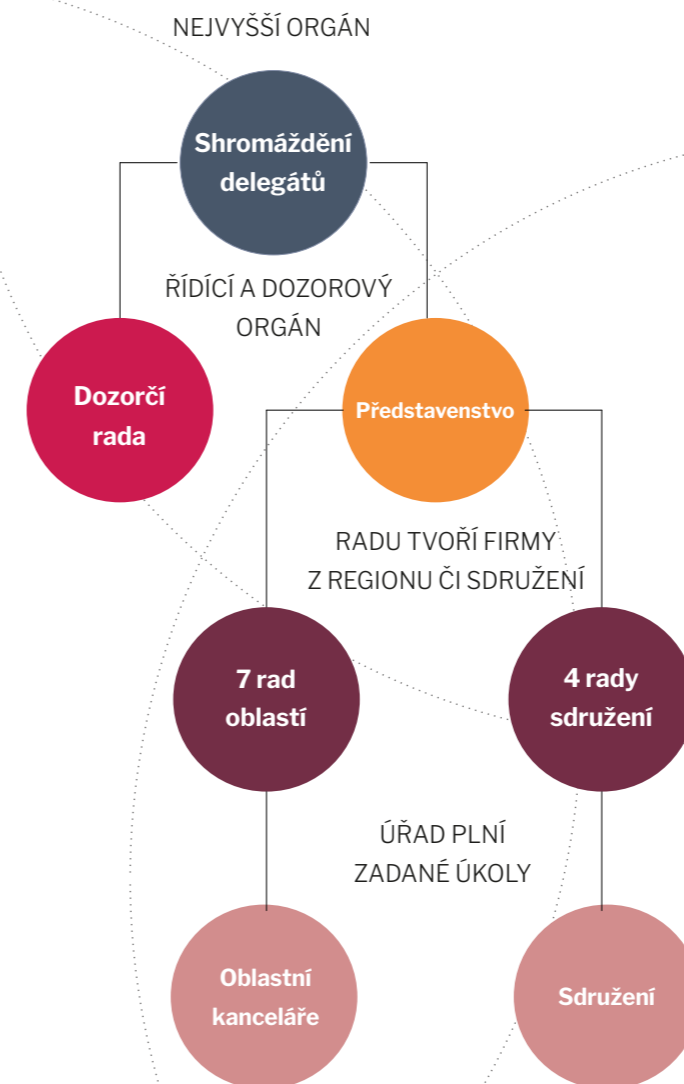 NEJVYŠŠÍ ORGÁN
Shromáždění
delegátů
ŘÍDÍCÍ A DOZOROVÝ
ORGÁN
Dozorčí
rada
Představenstvo
RADU TVOŘÍ FIRMY
Z REGIONU ČI SDRUŽENÍ
7 rad
oblastí
4 rady
sdružení
ÚŘAD PLNÍ
ZADANÉ ÚKOLY
Oblastní
kanceláře
Sdružení